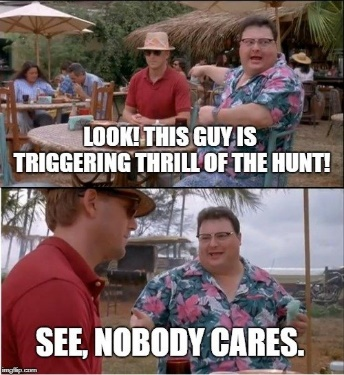 LOOK! THIS GUY IS
TRIGGERING THRILL OF THE HUNT!
SEE, NOBODY CARES.
imgflip.com